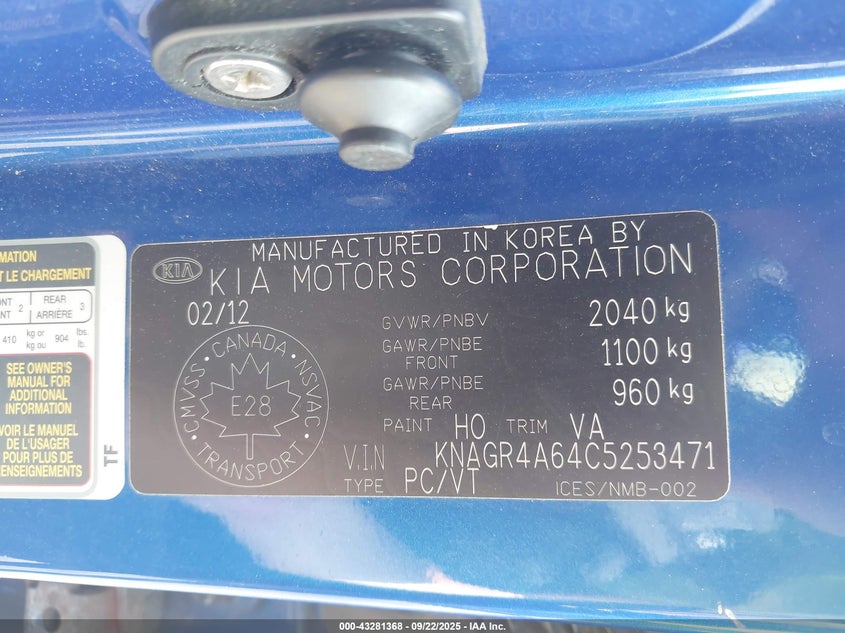 MANUFACTURED IN KOREA BY
KIA
KIA MOTORS CORPORATION
02/12
GVWR/PNBV 2040 kg
GAWR/PNBE FRONT 1100 kg
GAWR/PNBE REAR 960 kg
CMVSS · CANADA · NSVAC
E28
TRANSPORT
PAINT HO TRIM VA
V.I.N KNAGR4A64C5253471
TYPE PC/VT ICES/NMB-002
MATION
T LE CHARGEMENT
ONT 2 REAR 3
ANT ARRIÈRE
410 kg or kg ou 904 lbs. lb.
SEE OWNER'S
MANUAL FOR
ADDITIONAL
INFORMATION
VOIR LE MANUEL
DE L'USAGER
POUR PLUS DE
RENSEIGNEMENTS
TF
000-43281368 - 09/22/2025 - IAA Inc.